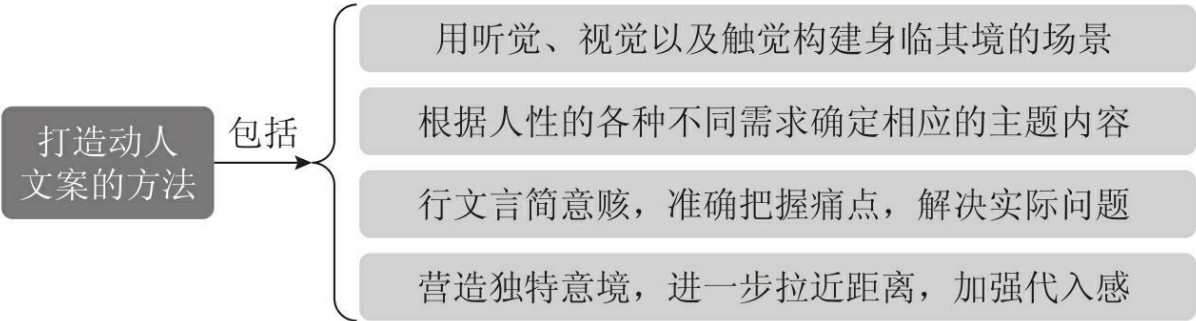 打造动人
文案的方法
包括
用听觉、视觉以及触觉构建身临其境的场景
根据人性的各种不同需求确定相应的主题内容
行文言简意赅，准确把握痛点，解决实际问题
营造独特意境，进一步拉近距离，加强代入感